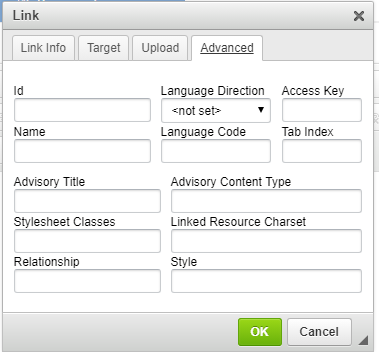 Link
Link Info Target Upload Advanced
Id Language Direction Access Key
<not set>
Name Language Code Tab Index
Advisory Title Advisory Content Type
Stylesheet Classes Linked Resource Charset
Relationship Style
OK Cancel